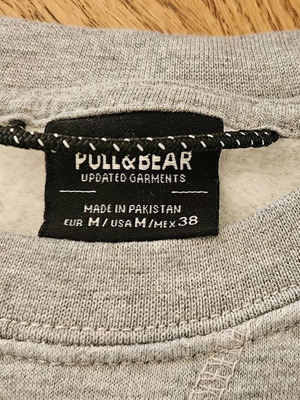 PULL&BEAR
UPDATED GARMENTS
MADE IN PAKISTAN
EUR M / USA M / MEX 38